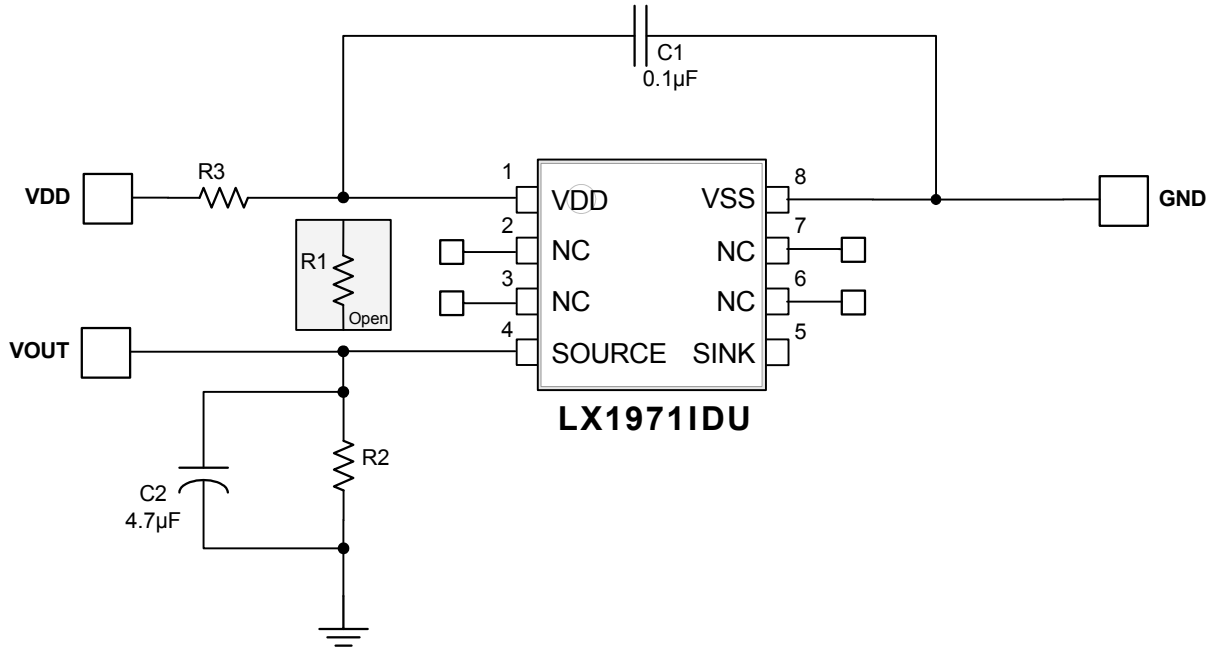 C1
0.1µF
R3
VDD
1
VDD
VSS
8
GND
2
NC
NC
7
R1
Open
3
NC
NC
6
VOUT
4
SOURCE
SINK
5
LX1971IDU
R2
C2
4.7µF